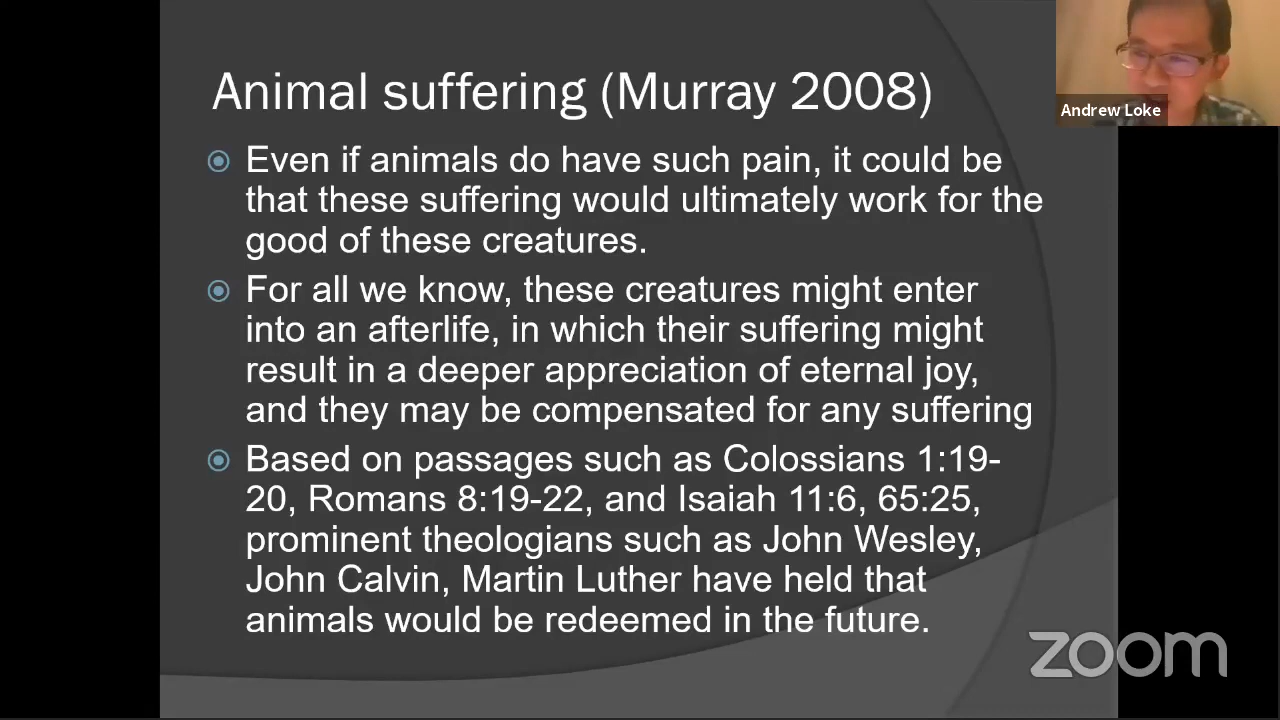 Animal suffering (Murray 2008)
Andrew Loke
Even if animals do have such pain, it could be
that these suffering would ultimately work for the
good of these creatures.
For all we know, these creatures might enter
into an afterlife, in which their suffering might
result in a deeper appreciation of eternal joy,
and they may be compensated for any suffering
Based on passages such as Colossians 1:19-
20, Romans 8:19-22, and Isaiah 11:6, 65:25,
prominent theologians such as John Wesley,
John Calvin, Martin Luther have held that
animals would be redeemed in the future.
zoom